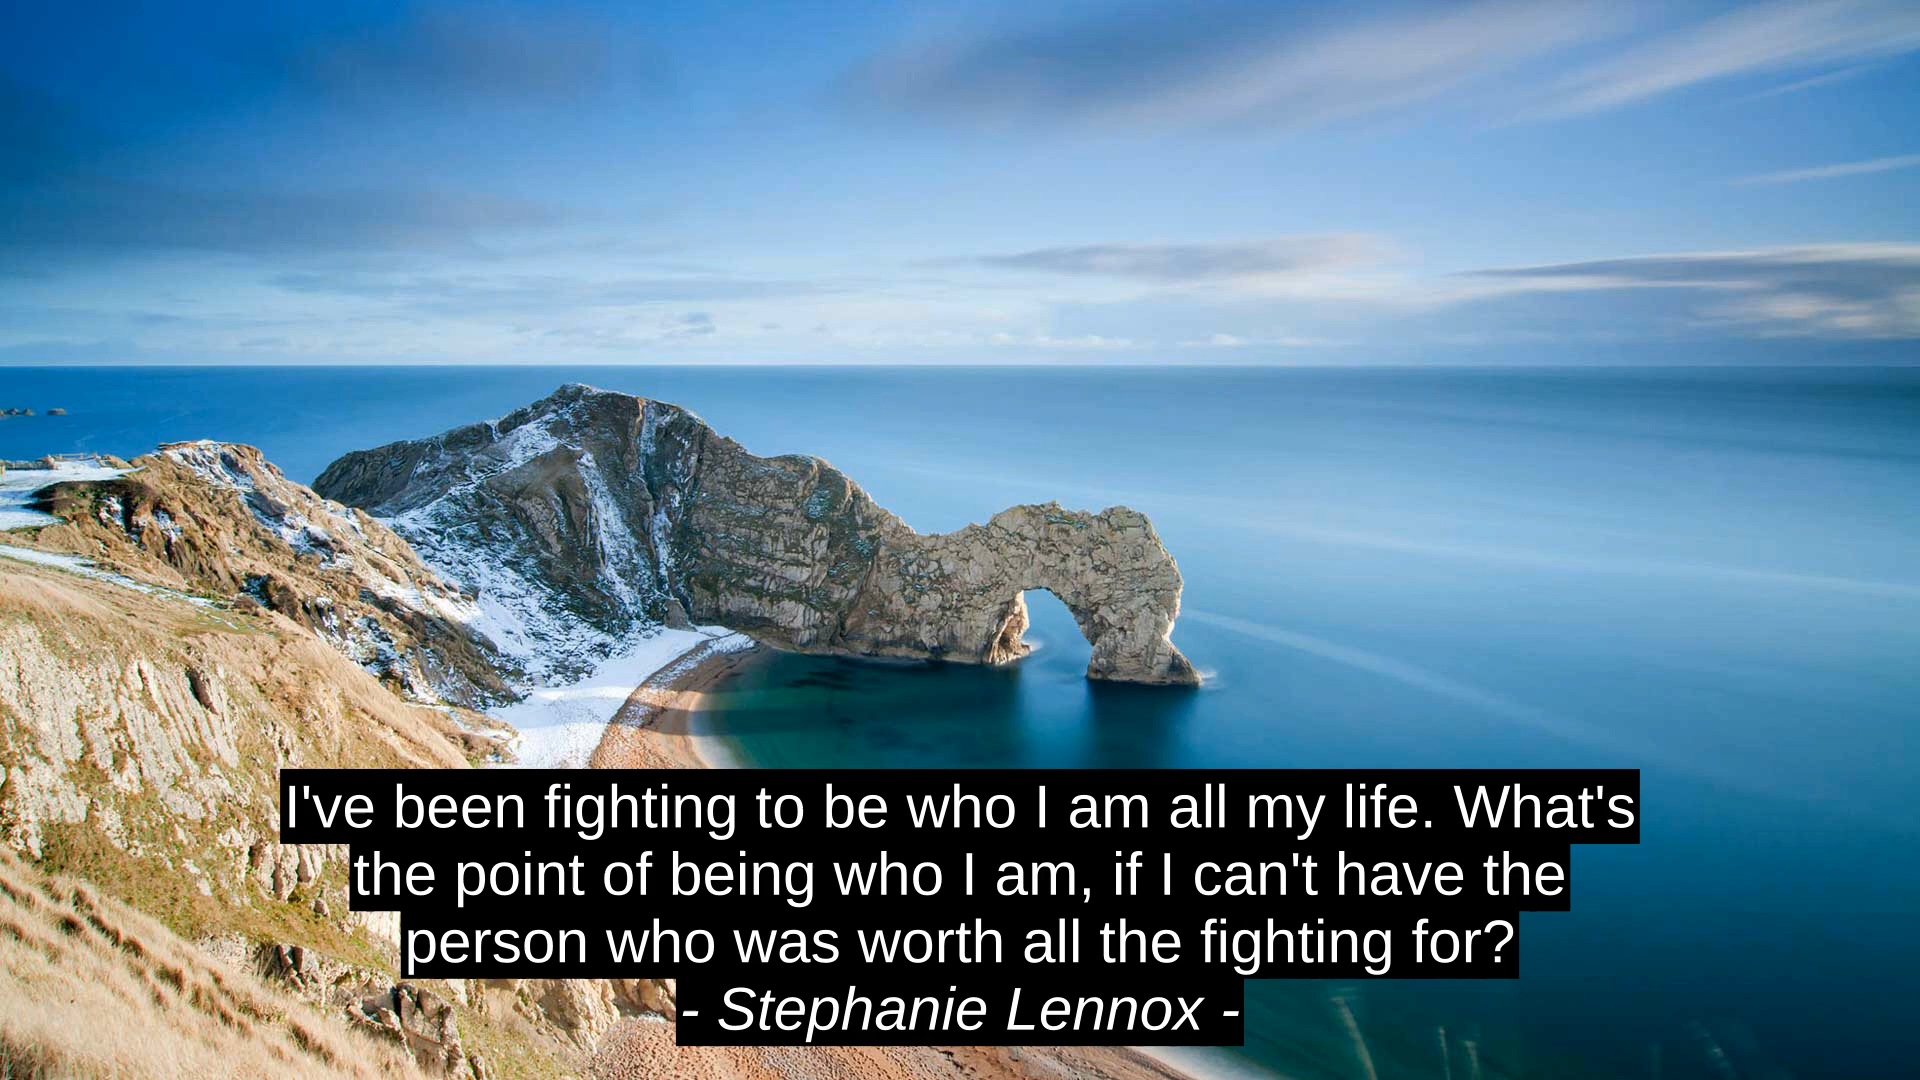 I've been fighting to be who I am all my life. What's
the point of being who I am, if I can't have the
person who was worth all the fighting for?
- Stephanie Lennox -